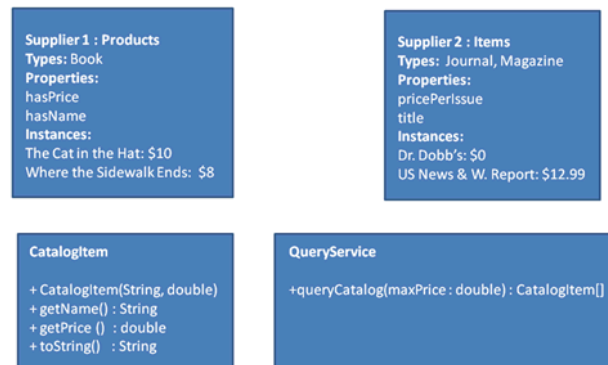 Supplier 1 : Products
Types: Book
Properties:
hasPrice
hasName
Instances:
The Cat in the Hat: $10
Where the Sidewalk Ends: $8
Supplier 2 : Items
Types: Journal, Magazine
Properties:
pricePerIssue
title
Instances:
Dr. Dobb's: $0
US News & W. Report: $12.99
CatalogItem
+ CatalogItem(String, double)
+ getName() : String
+ getPrice () : double
+ toString() : String
QueryService
+queryCatalog(maxPrice : double) : CatalogItem[]